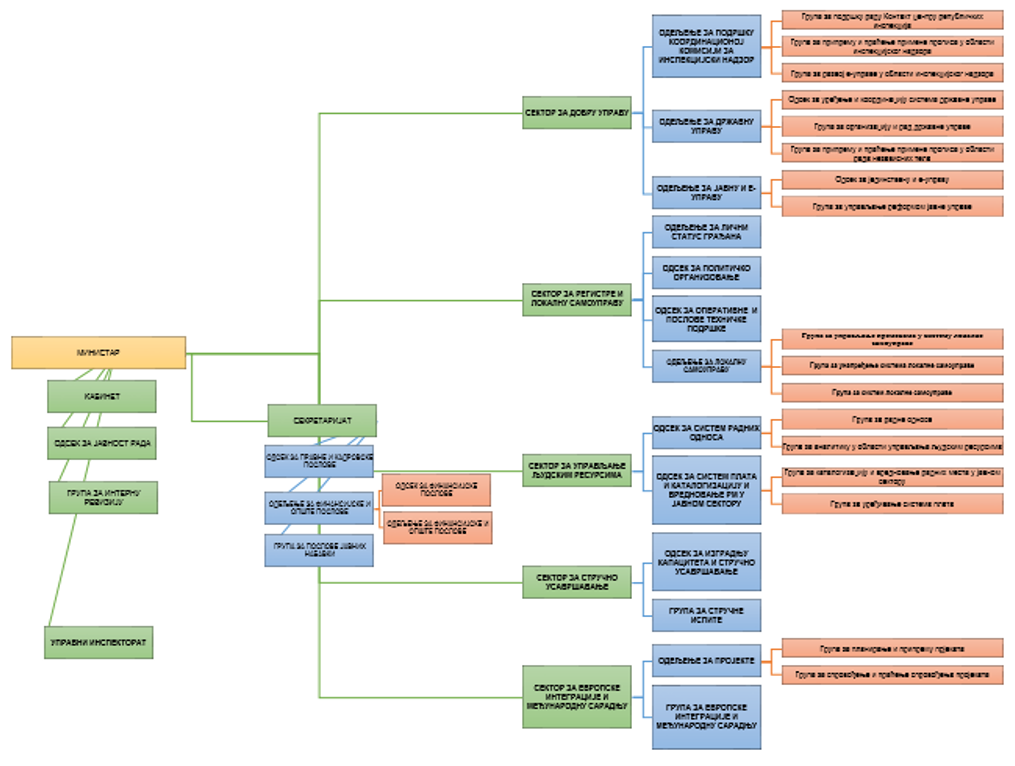 МИНИСТАР
КАБИНЕТ
ОДСЕК ЗА ЈАВНОСТ РАДА
ГРУПА ЗА ИНТЕРНУ
РЕВИЗИЈУ
УПРАВНИ ИНСПЕКТОРАТ
СЕКРЕТАРИЈАТ
ОДСЕК ЗА ПРАВНЕ И КАДРОВСКЕ
ПОСЛОВЕ
ОДЕЉЕЊЕ ЗА ФИНАНСИЈСКЕ И
ОПШТЕ ПОСЛОВЕ
ГРУПА ЗА ПОСЛОВЕ ЈАВНИХ
НАБАВКИ
ОДСЕК ЗА ФИНАНСИЈСКЕ
ПОСЛОВЕ
ОДЕЉЕЊЕ ЗА ФИНАНСИЈСКЕ И
ОПШТЕ ПОСЛОВЕ
СЕКТОР ЗА ДОБРУ УПРАВУ
ОДЕЉЕЊЕ ЗА ПОДРШКУ
КООРДИНАЦИОНОЈ
КОМИСИЈИ ЗА
ИНСПЕКЦИЈСКИ НАДЗОР
Група за подршку раду Контакт центру републичких
инспекција
Група за припрему и праћење примене прописа у области
инспекцијског надзора
Група за развој е-управе у области инспекцијског надзора
ОДЕЉЕЊЕ ЗА ДРЖАВНУ
УПРАВУ
Одсек за уређење и координацију система државне управе
Група за организацију и рад државне управе
Група за припрему и праћење примене прописа у области
рада независних тела
ОДЕЉЕЊЕ ЗА ЈАВНУ И Е-
УПРАВУ
Одсек за јединствену и е-управу
Група за управљање реформом јавне управе
СЕКТОР ЗА РЕГИСТРЕ И
ЛОКАЛНУ САМОУПРАВУ
ОДЕЉЕЊЕ ЗА ЛИЧНИ
СТАТУС ГРАЂАНА
ОДСЕК ЗА ПОЛИТИЧКО
ОРГАНИЗОВАЊЕ
ОДСЕК ЗА ОПЕРАТИВНЕ И
ПОСЛОВЕ ТЕХНИЧКЕ
ПОДРШКЕ
ОДЕЉЕЊЕ ЗА ЛОКАЛНУ
САМОУПРАВУ
Група за управљање променама у систему локалне
самоуправе
Група за унапређење система локалне самоуправе
Група за систем локалне самоуправе
СЕКТОР ЗА УПРАВЉАЊЕ
ЉУДСКИМ РЕСУРСИМА
ОДСЕК ЗА СИСТЕМ РАДНИХ
ОДНОСА
Група за радне односе
Група за аналитику у области управљања људским ресурсима
ОДСЕК ЗА СИСТЕМ ПЛАТА
И КАТАЛОГИЗАЦИЈУ И
ВРЕДНОВАЊЕ РМ У
ЈАВНОМ СЕКТОРУ
Група за каталогизацију и вредновање радних места у јавном
сектору
Група за уређивање система плата
СЕКТОР ЗА СТРУЧНО
УСАВРШАВАЊЕ
ОДСЕК ЗА ИЗГРАДЊУ
КАПАЦИТЕТА И СТРУЧНО
УСАВРШАВАЊЕ
ГРУПА ЗА СТРУЧНЕ
ИСПИТЕ
СЕКТОР ЗА ЕВРОПСКЕ
ИНТЕГРАЦИЈЕ И
МЕЂУНАРОДНУ САРАДЊУ
ОДЕЉЕЊЕ ЗА ПРОЈЕКТЕ
Група за планирање и припрему пројеката
Група за спровођење и праћење спровођења пројеката
ГРУПА ЗА ЕВРОПСКЕ
ИНТЕГРАЦИЈЕ И
МЕЂУНАРОДНУ САРАДЊУ